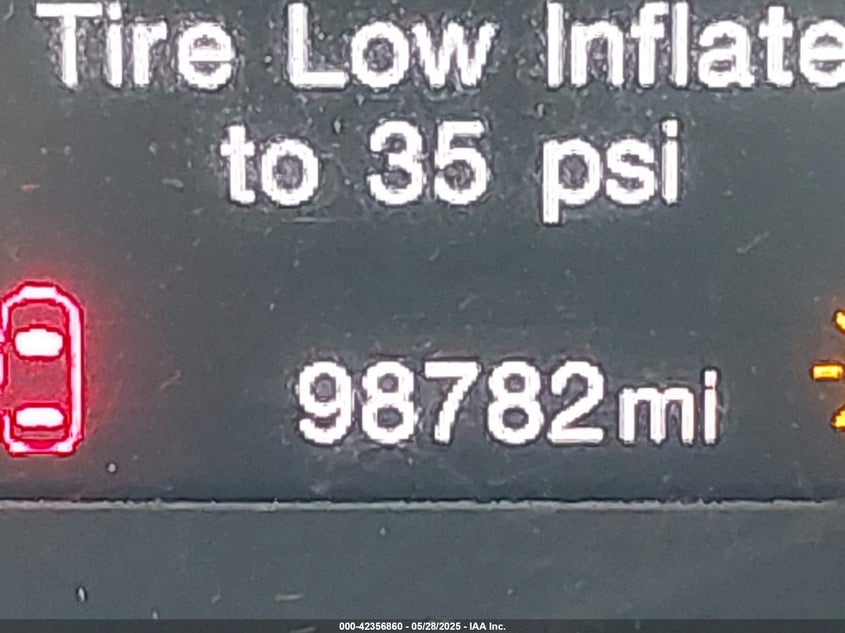 Tire Low Inflate
to 35 psi
98782mi
000-42356860 - 05/28/2025 - IAA Inc.